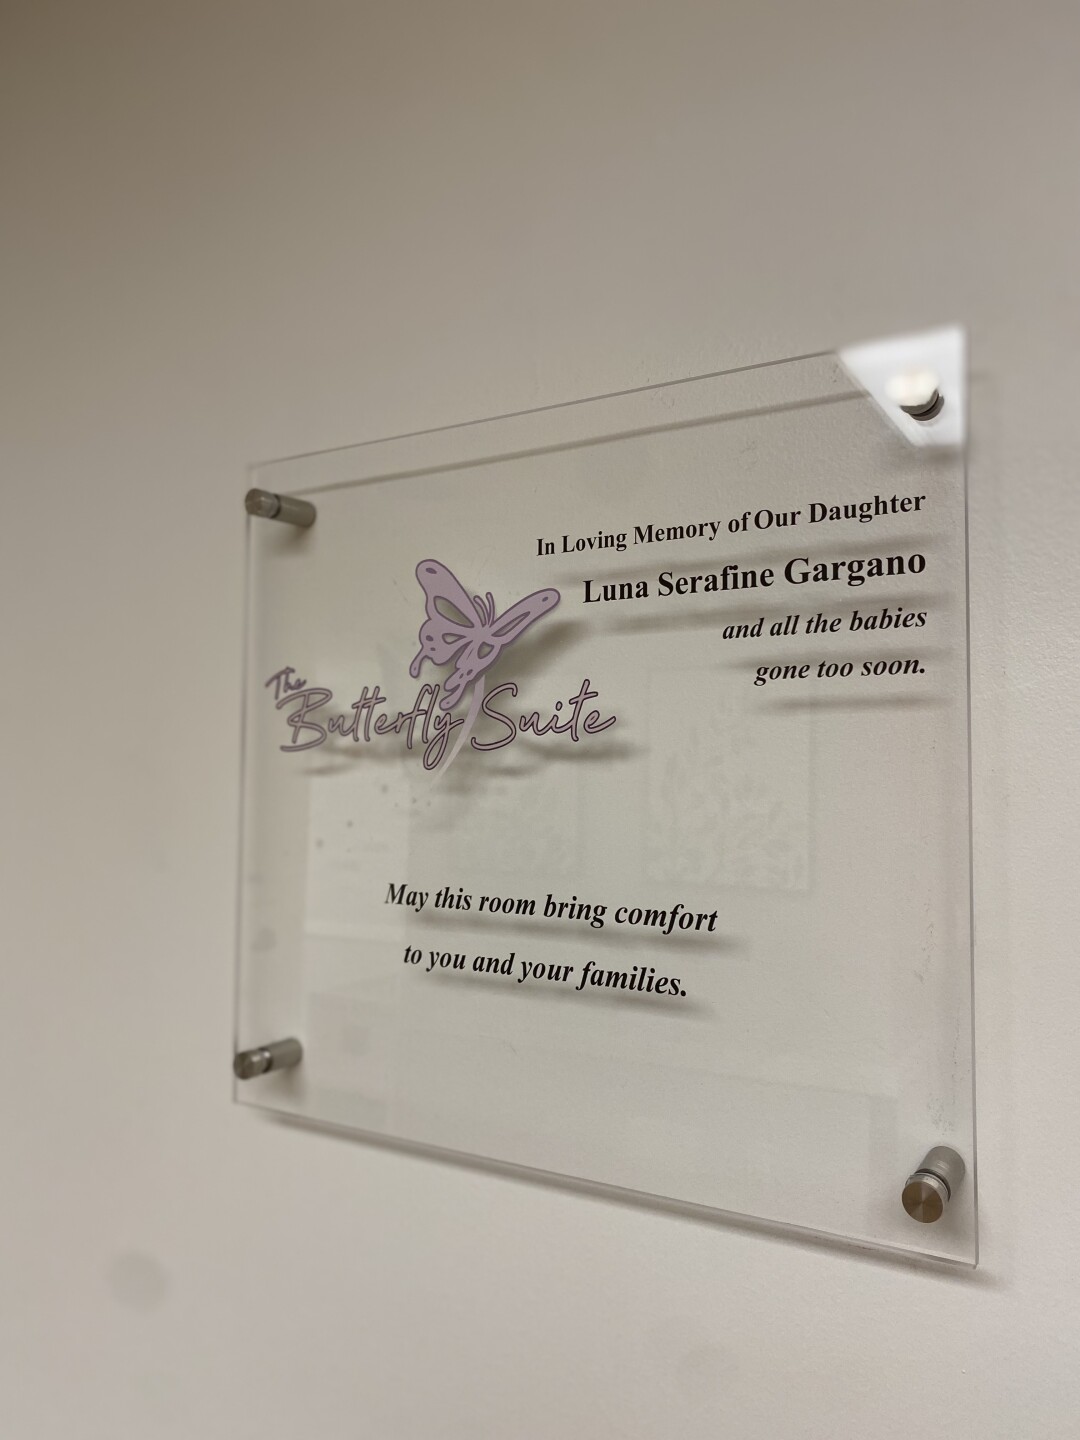 In Loving Memory of Our Daughter
Luna Serafine Gargano
and all the babies
gone too soon.
The
Butterfly Suite
May this room bring comfort
to you and your families.